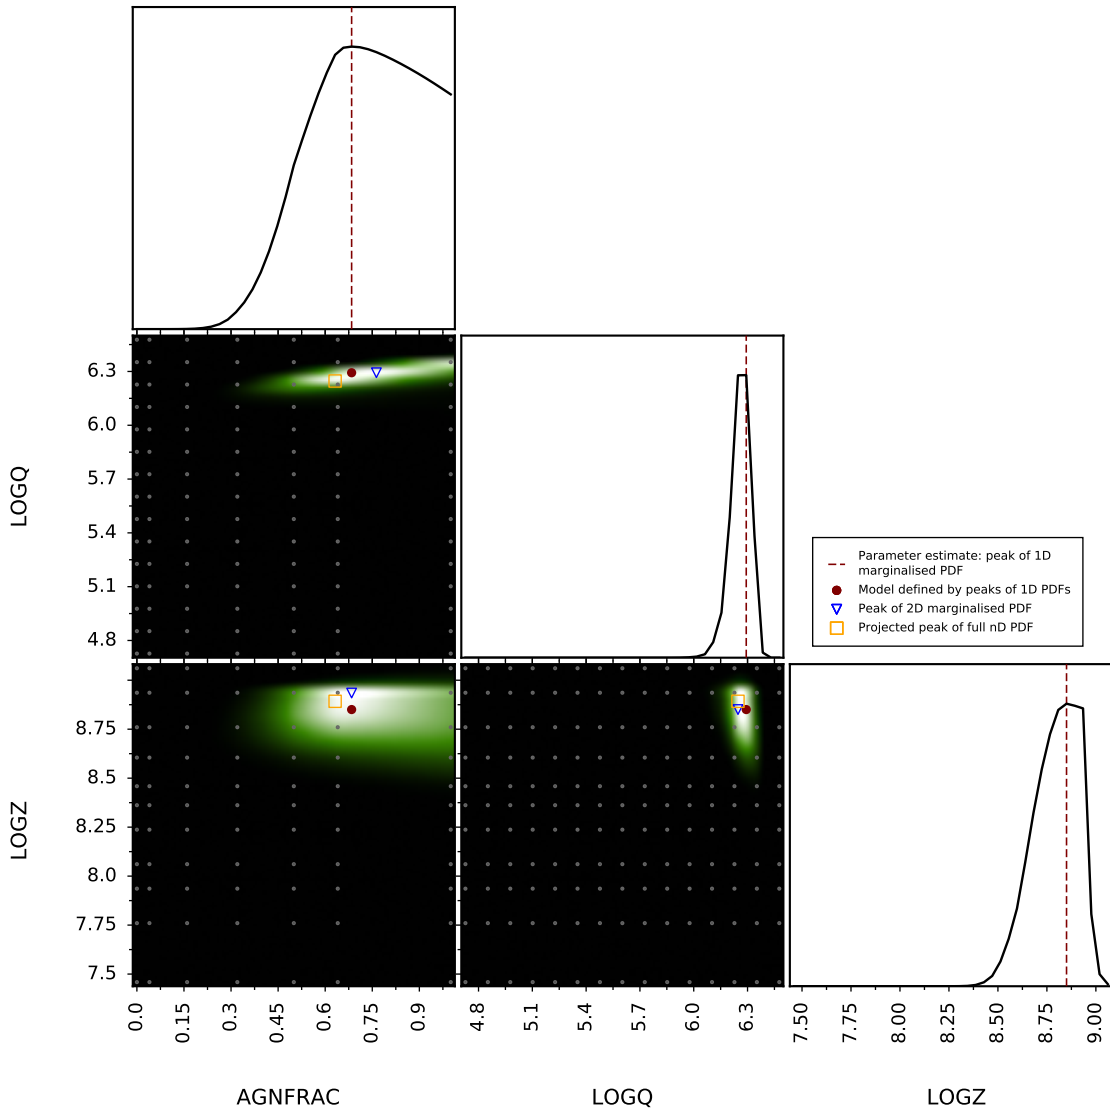 6.3
6.0
5.7
5.4
5.1
4.8
LOGQ
Parameter estimate: peak of 1D
marginalised PDF
Model defined by peaks of 1D PDFs
Peak of 2D marginalised PDF
Projected peak of full nD PDF
8.75
8.5
8.25
8.0
7.75
7.5
LOGZ
0.0 0.15 0.3 0.45 0.6 0.75 0.9
4.8 5.1 5.4 5.7 6.0 6.3
7.50 7.75 8.00 8.25 8.50 8.75 9.00
AGNFRAC
LOGQ
LOGZ